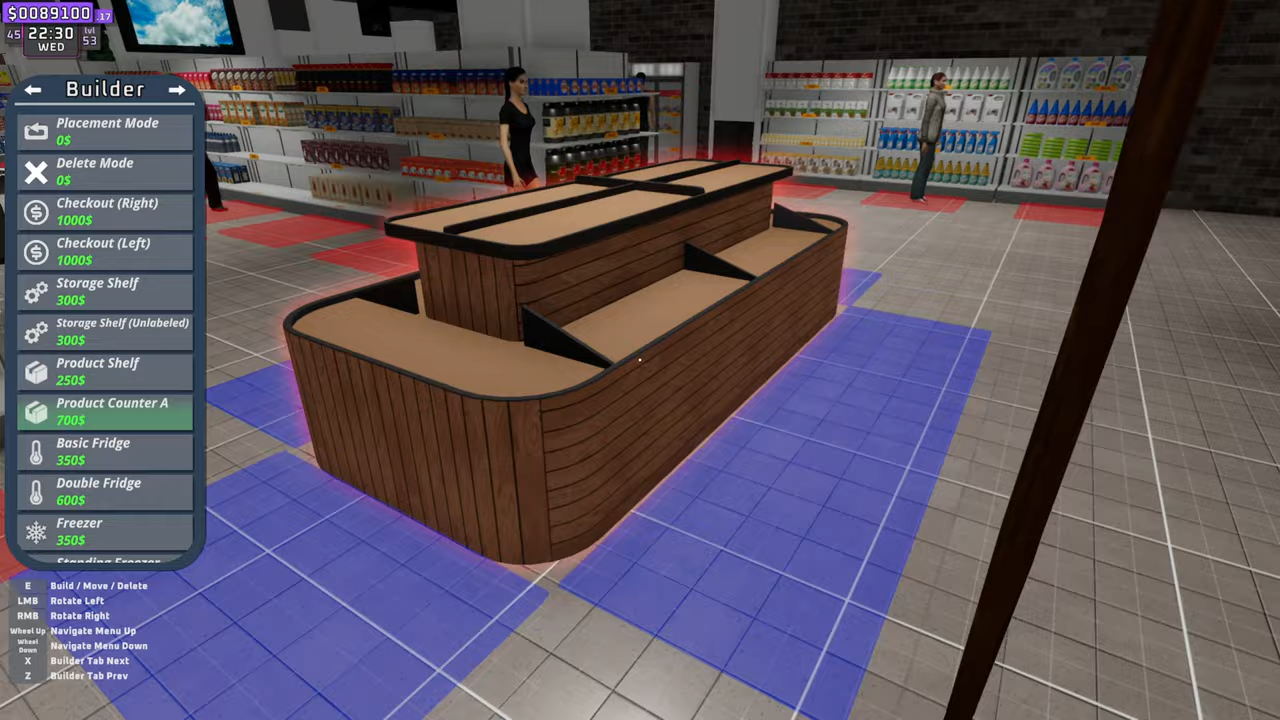 $0089100.17
45 22:30 lvl 53
WED
Builder
Placement Mode
0$
Delete Mode
0$
Checkout (Right)
1000$
Checkout (Left)
1000$
Storage Shelf
300$
Storage Shelf (Unlabeled)
300$
Product Shelf
250$
Product Counter A
700$
Basic Fridge
350$
Double Fridge
600$
Freezer
350$
Standing Freezer
E Build / Move / Delete
LMB Rotate Left
RMB Rotate Right
Wheel Up Navigate Menu Up
Wheel Down Navigate Menu Down
X Builder Tab Next
Z Builder Tab Prev